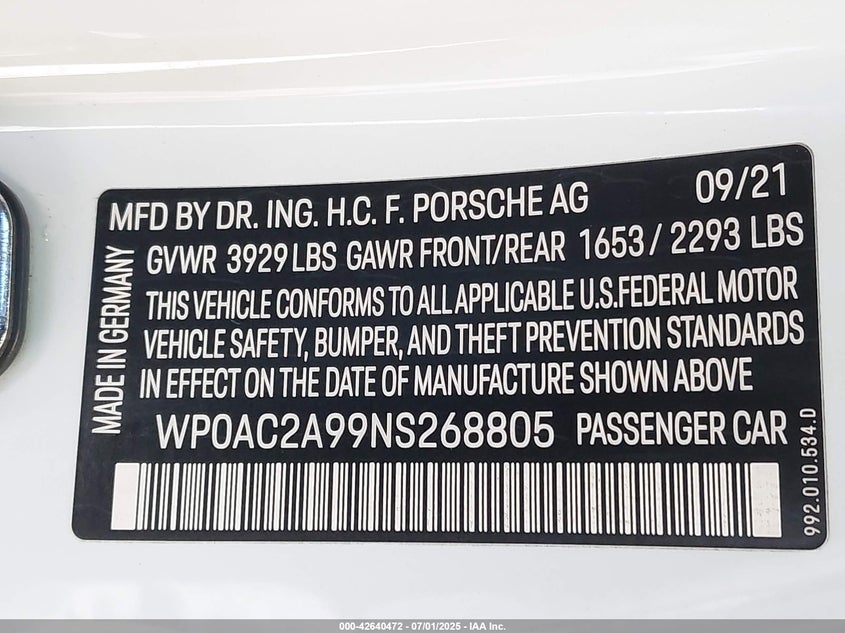 MFD BY DR. ING. H.C. F. PORSCHE AG 09/21
GVWR 3929 LBS GAWR FRONT/REAR 1653 / 2293 LBS
THIS VEHICLE CONFORMS TO ALL APPLICABLE U.S.FEDERAL MOTOR
VEHICLE SAFETY, BUMPER, AND THEFT PREVENTION STANDARDS
IN EFFECT ON THE DATE OF MANUFACTURE SHOWN ABOVE
WP0AC2A99NS268805 PASSENGER CAR
MADE IN GERMANY
992.010.534.D
000-42640472 - 07/01/2025 - IAA Inc.